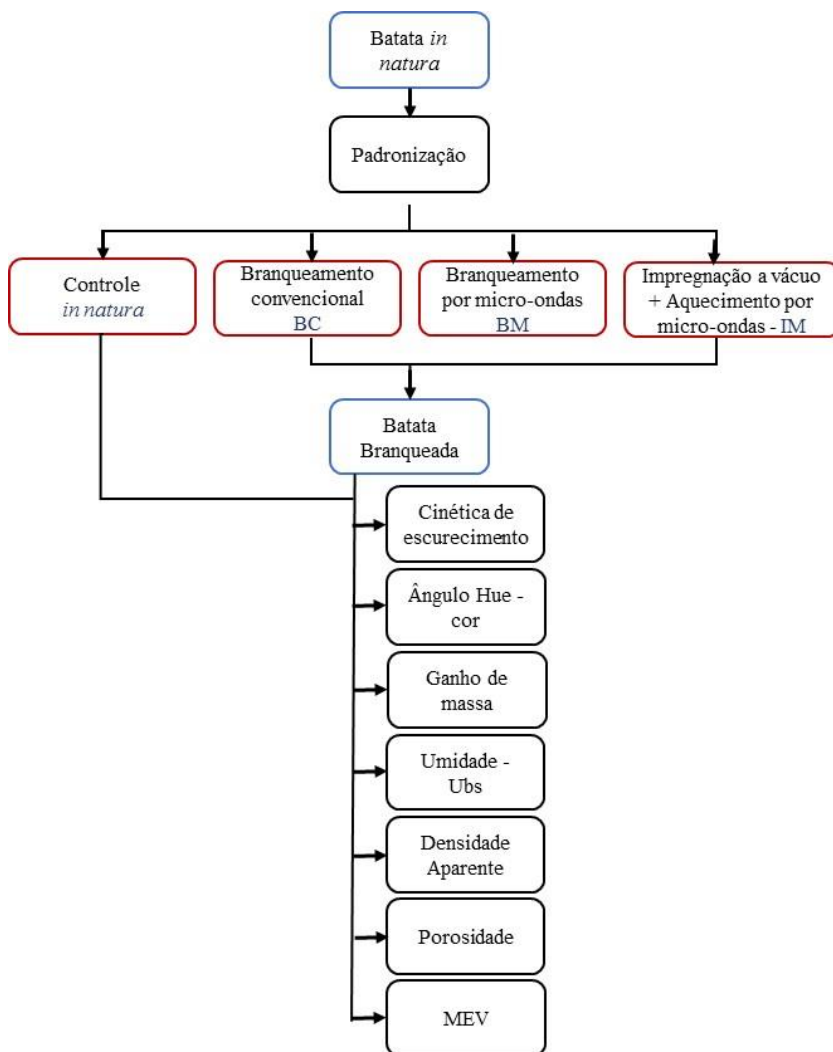 Batata in
natura
Padronização
Controle
in natura
Branqueamento
convencional
BC
Branqueamento
por micro-ondas
BM
Impregnação a vácuo
+ Aquecimento por
micro-ondas - IM
Batata
Branqueada
Cinética de
escurecimento
Ângulo Hue -
cor
Ganho de
massa
Umidade -
Ubs
Densidade
Aparente
Porosidade
MEV